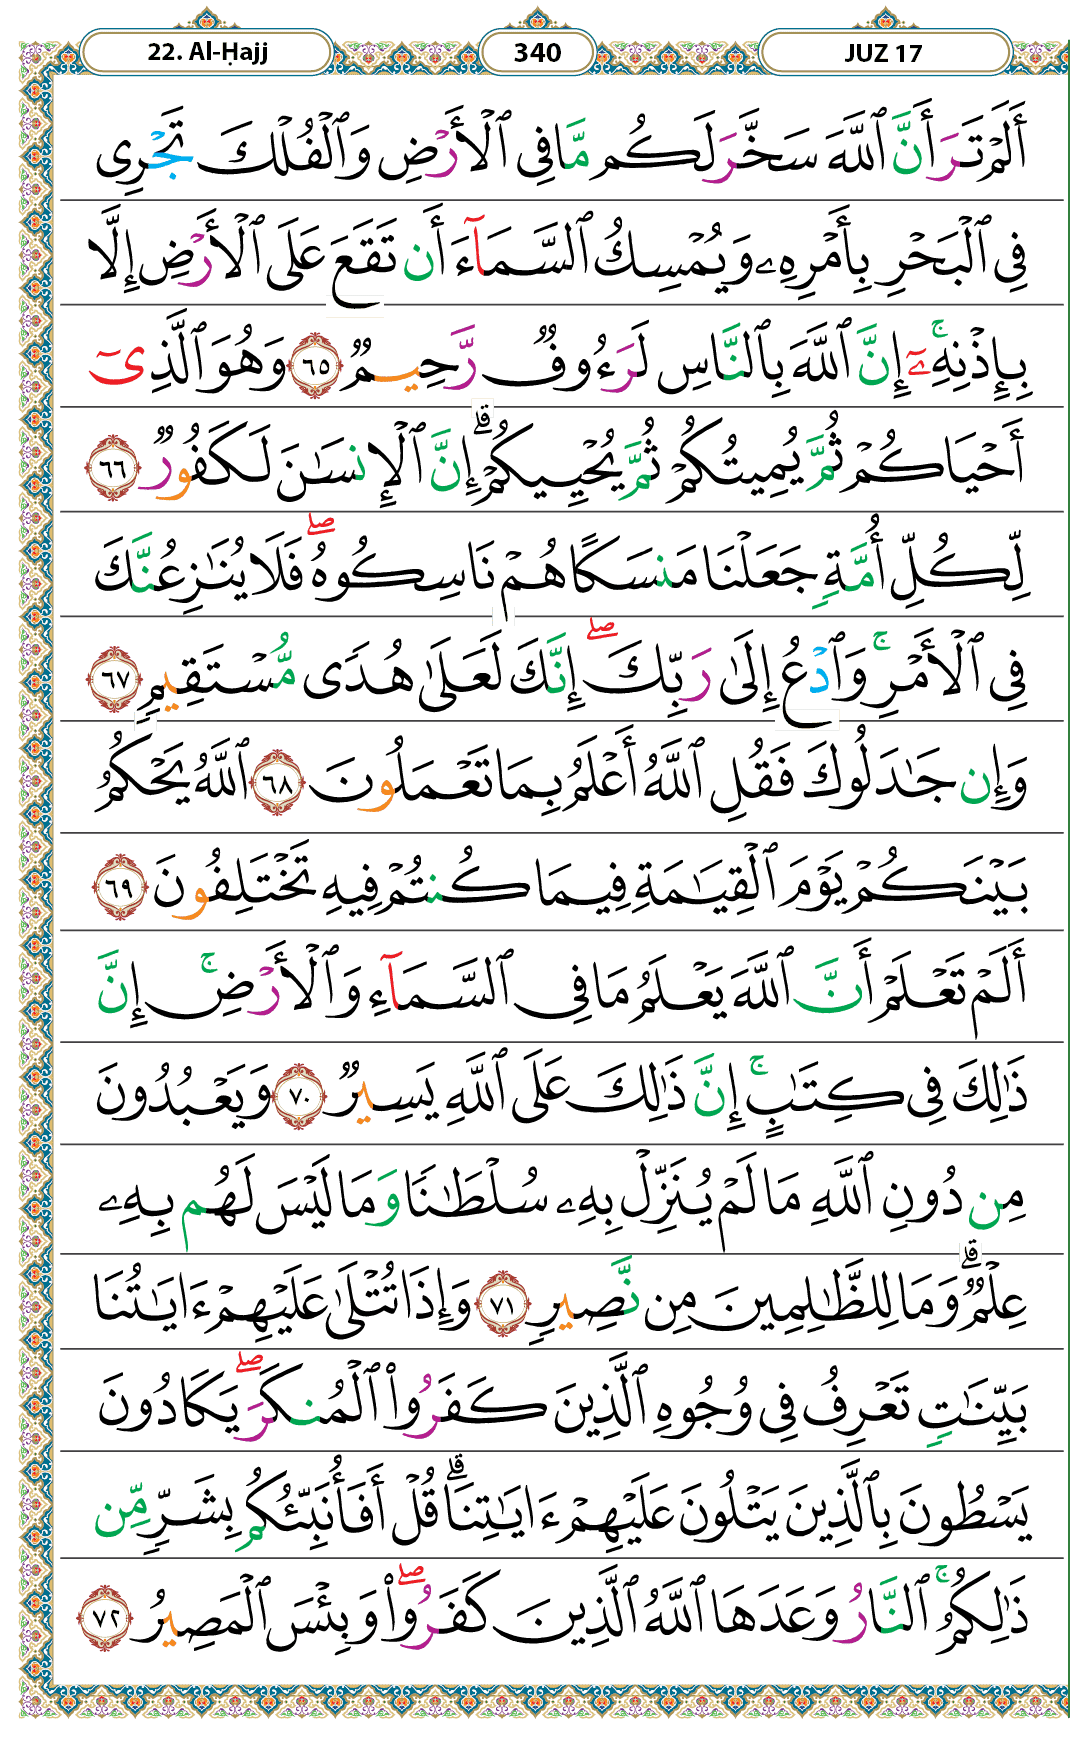 22. Al-Ḥajj 340 JUZ 17
أَلَمْ تَرَ أَنَّ ٱللَّهَ سَخَّرَ لَكُم مَّا فِى ٱلْأَرْضِ وَٱلْفُلْكَ تَجْرِى
فِى ٱلْبَحْرِ بِأَمْرِهِۦ وَيُمْسِكُ ٱلسَّمَآءَ أَن تَقَعَ عَلَى ٱلْأَرْضِ إِلَّا
بِإِذْنِهِۦٓ ۚ إِنَّ ٱللَّهَ بِٱلنَّاسِ لَرَءُوفٌ رَّحِيمٌ ٦٥ وَهُوَ ٱلَّذِىٓ
أَحْيَاكُمْ ثُمَّ يُمِيتُكُمْ ثُمَّ يُحْيِيكُمْ ۗ إِنَّ ٱلْإِنسَـٰنَ لَكَفُورٌ ٦٦
لِّكُلِّ أُمَّةٍ جَعَلْنَا مَنسَكًا هُمْ نَاسِكُوهُ ۖ فَلَا يُنَـٰزِعُنَّكَ
فِى ٱلْأَمْرِ ۚ وَٱدْعُ إِلَىٰ رَبِّكَ ۖ إِنَّكَ لَعَلَىٰ هُدًى مُّسْتَقِيمٍ ٦٧
وَإِن جَـٰدَلُوكَ فَقُلِ ٱللَّهُ أَعْلَمُ بِمَا تَعْمَلُونَ ٦٨ ٱللَّهُ يَحْكُمُ
بَيْنَكُمْ يَوْمَ ٱلْقِيَـٰمَةِ فِيمَا كُنتُمْ فِيهِ تَخْتَلِفُونَ ٦٩
أَلَمْ تَعْلَمْ أَنَّ ٱللَّهَ يَعْلَمُ مَا فِى ٱلسَّمَآءِ وَٱلْأَرْضِ ۚ إِنَّ
ذَٰلِكَ فِى كِتَـٰبٍ ۚ إِنَّ ذَٰلِكَ عَلَى ٱللَّهِ يَسِيرٌ ٧٠ وَيَعْبُدُونَ
مِن دُونِ ٱللَّهِ مَا لَمْ يُنَزِّلْ بِهِۦ سُلْطَـٰنًا وَمَا لَيْسَ لَهُم بِهِۦ
عِلْمٌ ۗ وَمَا لِلظَّـٰلِمِينَ مِن نَّصِيرٍ ٧١ وَإِذَا تُتْلَىٰ عَلَيْهِمْ ءَايَـٰتُنَا
بَيِّنَـٰتٍ تَعْرِفُ فِى وُجُوهِ ٱلَّذِينَ كَفَرُوا۟ ٱلْمُنكَرَ ۖ يَكَادُونَ
يَسْطُونَ بِٱلَّذِينَ يَتْلُونَ عَلَيْهِمْ ءَايَـٰتِنَا ۗ قُلْ أَفَأُنَبِّئُكُم بِشَرٍّ مِّن
ذَٰلِكُمُ ۚ ٱلنَّارُ وَعَدَهَا ٱللَّهُ ٱلَّذِينَ كَفَرُوا۟ ۖ وَبِئْسَ ٱلْمَصِيرُ ٧٢